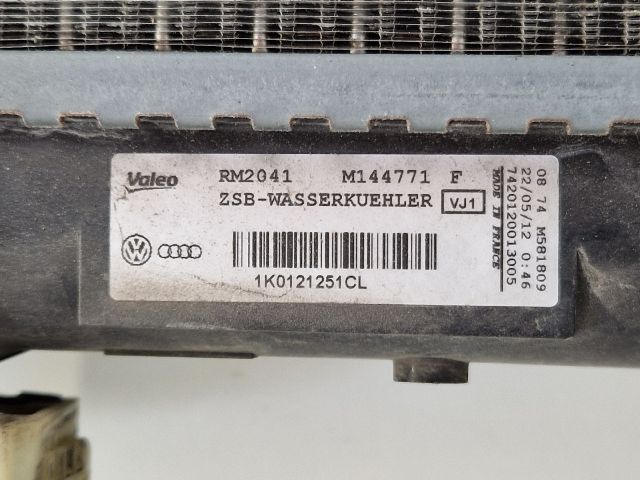 Valeo RM2041 M144771 F
ZSB-WASSERKUEHLER VJ1
1K0121251CL
08 74 M581809
22/05/12 0:46
7420120013005
MADE IN FRANCE